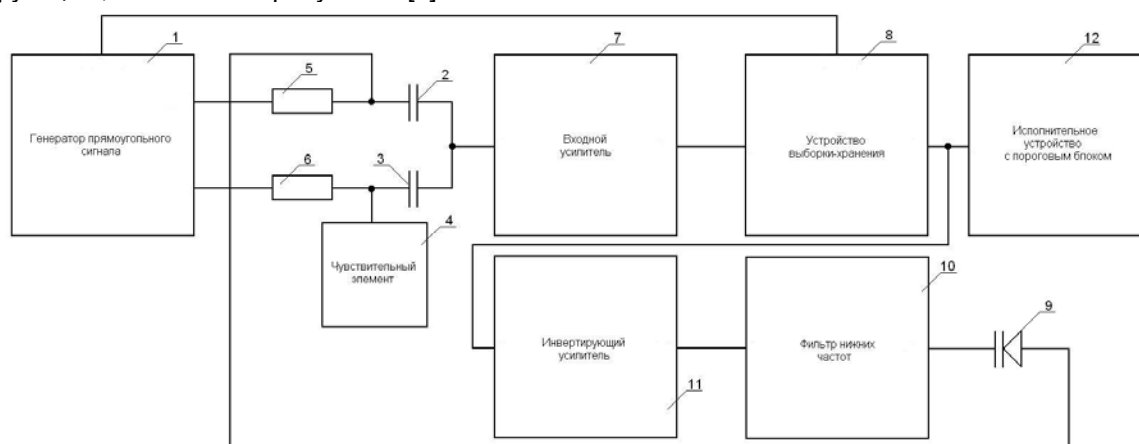 1
7
8
12
5
2
Генератор прямоугольного
сигнала
Входной
усилитель
Устройство
выборки-хранения
Исполнительное
устройство
с пороговым блоком
6
3
4
Чувствительный
элемент
10
9
Инвертирующий
усилитель
Фильтр нижних
частот
11